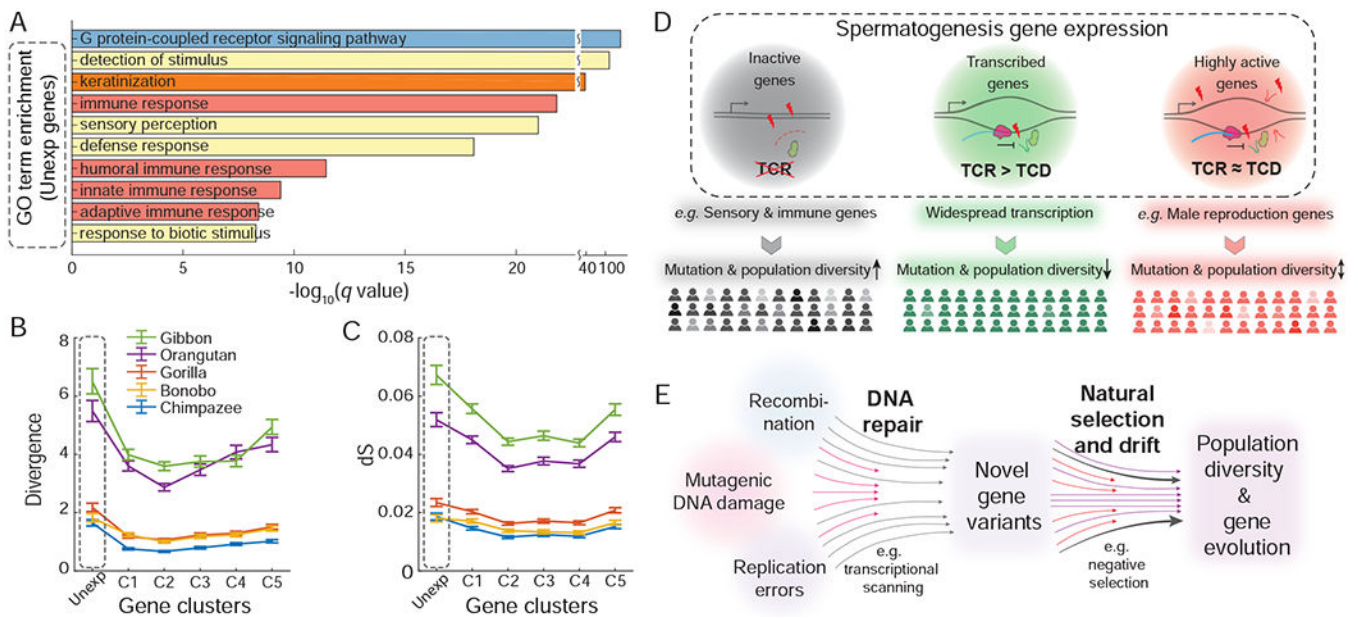 A
GO term enrichment
(Unexp genes)
G protein-coupled receptor signaling pathway
detection of stimulus
keratinization
immune response
sensory perception
defense response
humoral immune response
innate immune response
adaptive immune response
response to biotic stimulus
0
5
10
15
20
40
100
-log10(q value)
B
Divergence
8
6
4
2
0
Gibbon
Orangutan
Gorilla
Bonobo
Chimpazee
Unexp
C1
C2
C3
C4
C5
Gene clusters
C
dS
0.08
0.06
0.04
0.02
0
Unexp
C1
C2
C3
C4
C5
Gene clusters
D
Spermatogenesis gene expression
Inactive
genes
TCR
Transcribed
genes
TCR > TCD
Highly active
genes
TCR ≈ TCD
e.g. Sensory & immune genes
Widespread transcription
e.g. Male reproduction genes
Mutation & population diversity
Mutation & population diversity
Mutation & population diversity
E
Recombi-
nation
Mutagenic
DNA damage
Replication
errors
DNA
repair
e.g.
transcriptional
scanning
Novel
gene
variants
Natural
selection
and drift
e.g.
negative
selection
Population
diversity
&
gene
evolution